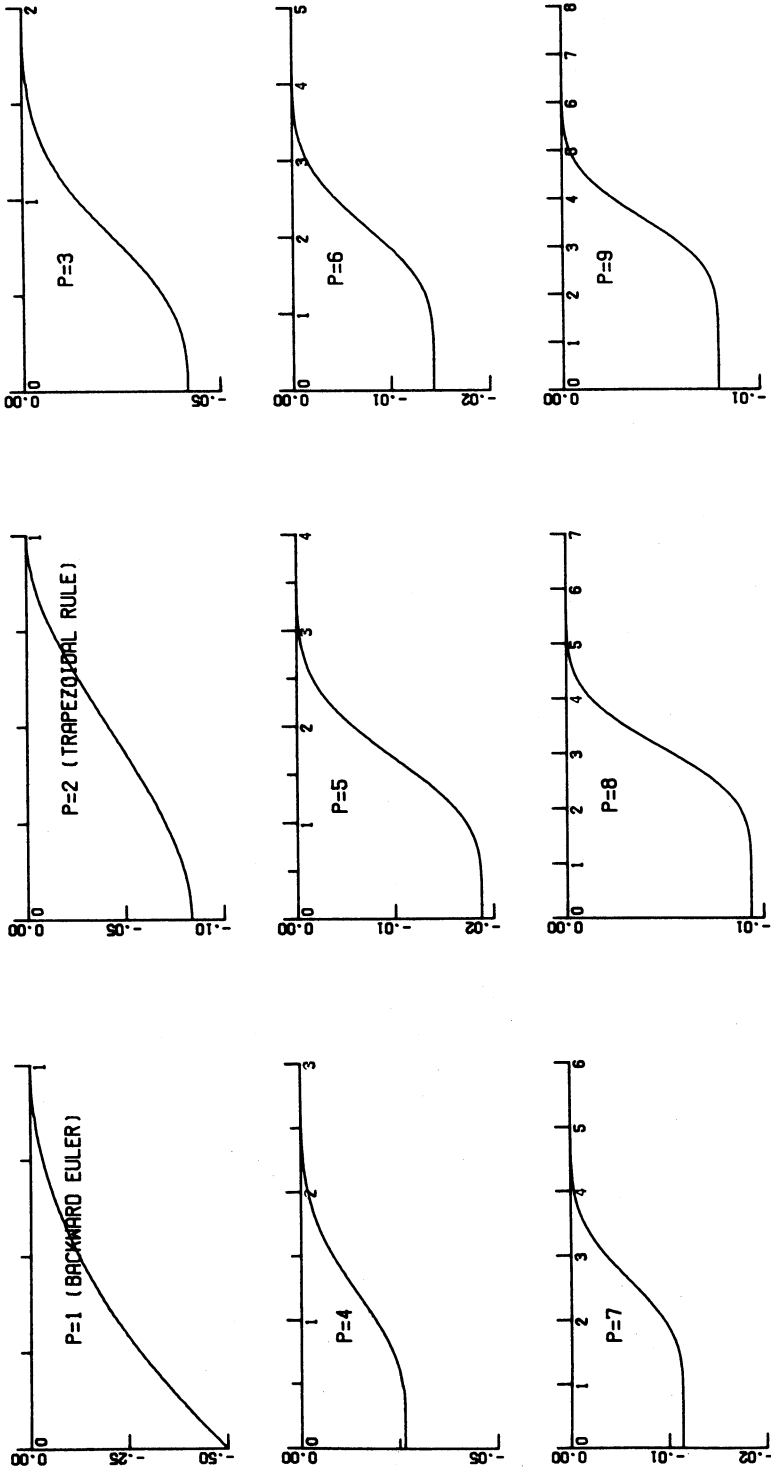 0 1
0.00
-.25
-.50
P=1 (BACKWARD EULER)
0 1
0.00
-.05
-.10
P=2 (TRAPEZOIDAL RULE)
0 1 2
0.00
-.05
P=3
0 1 2 3
0.00
-.05
P=4
0 1 2 3 4
0.00
-.01
-.02
P=5
0 1 2 3 4 5
0.00
-.01
-.02
P=6
0 1 2 3 4 5 6
0.00
-.01
-.02
P=7
0 1 2 3 4 5 6 7
0.00
-.01
P=8
0 1 2 3 4 5 6 7 8
0.00
-.01
P=9